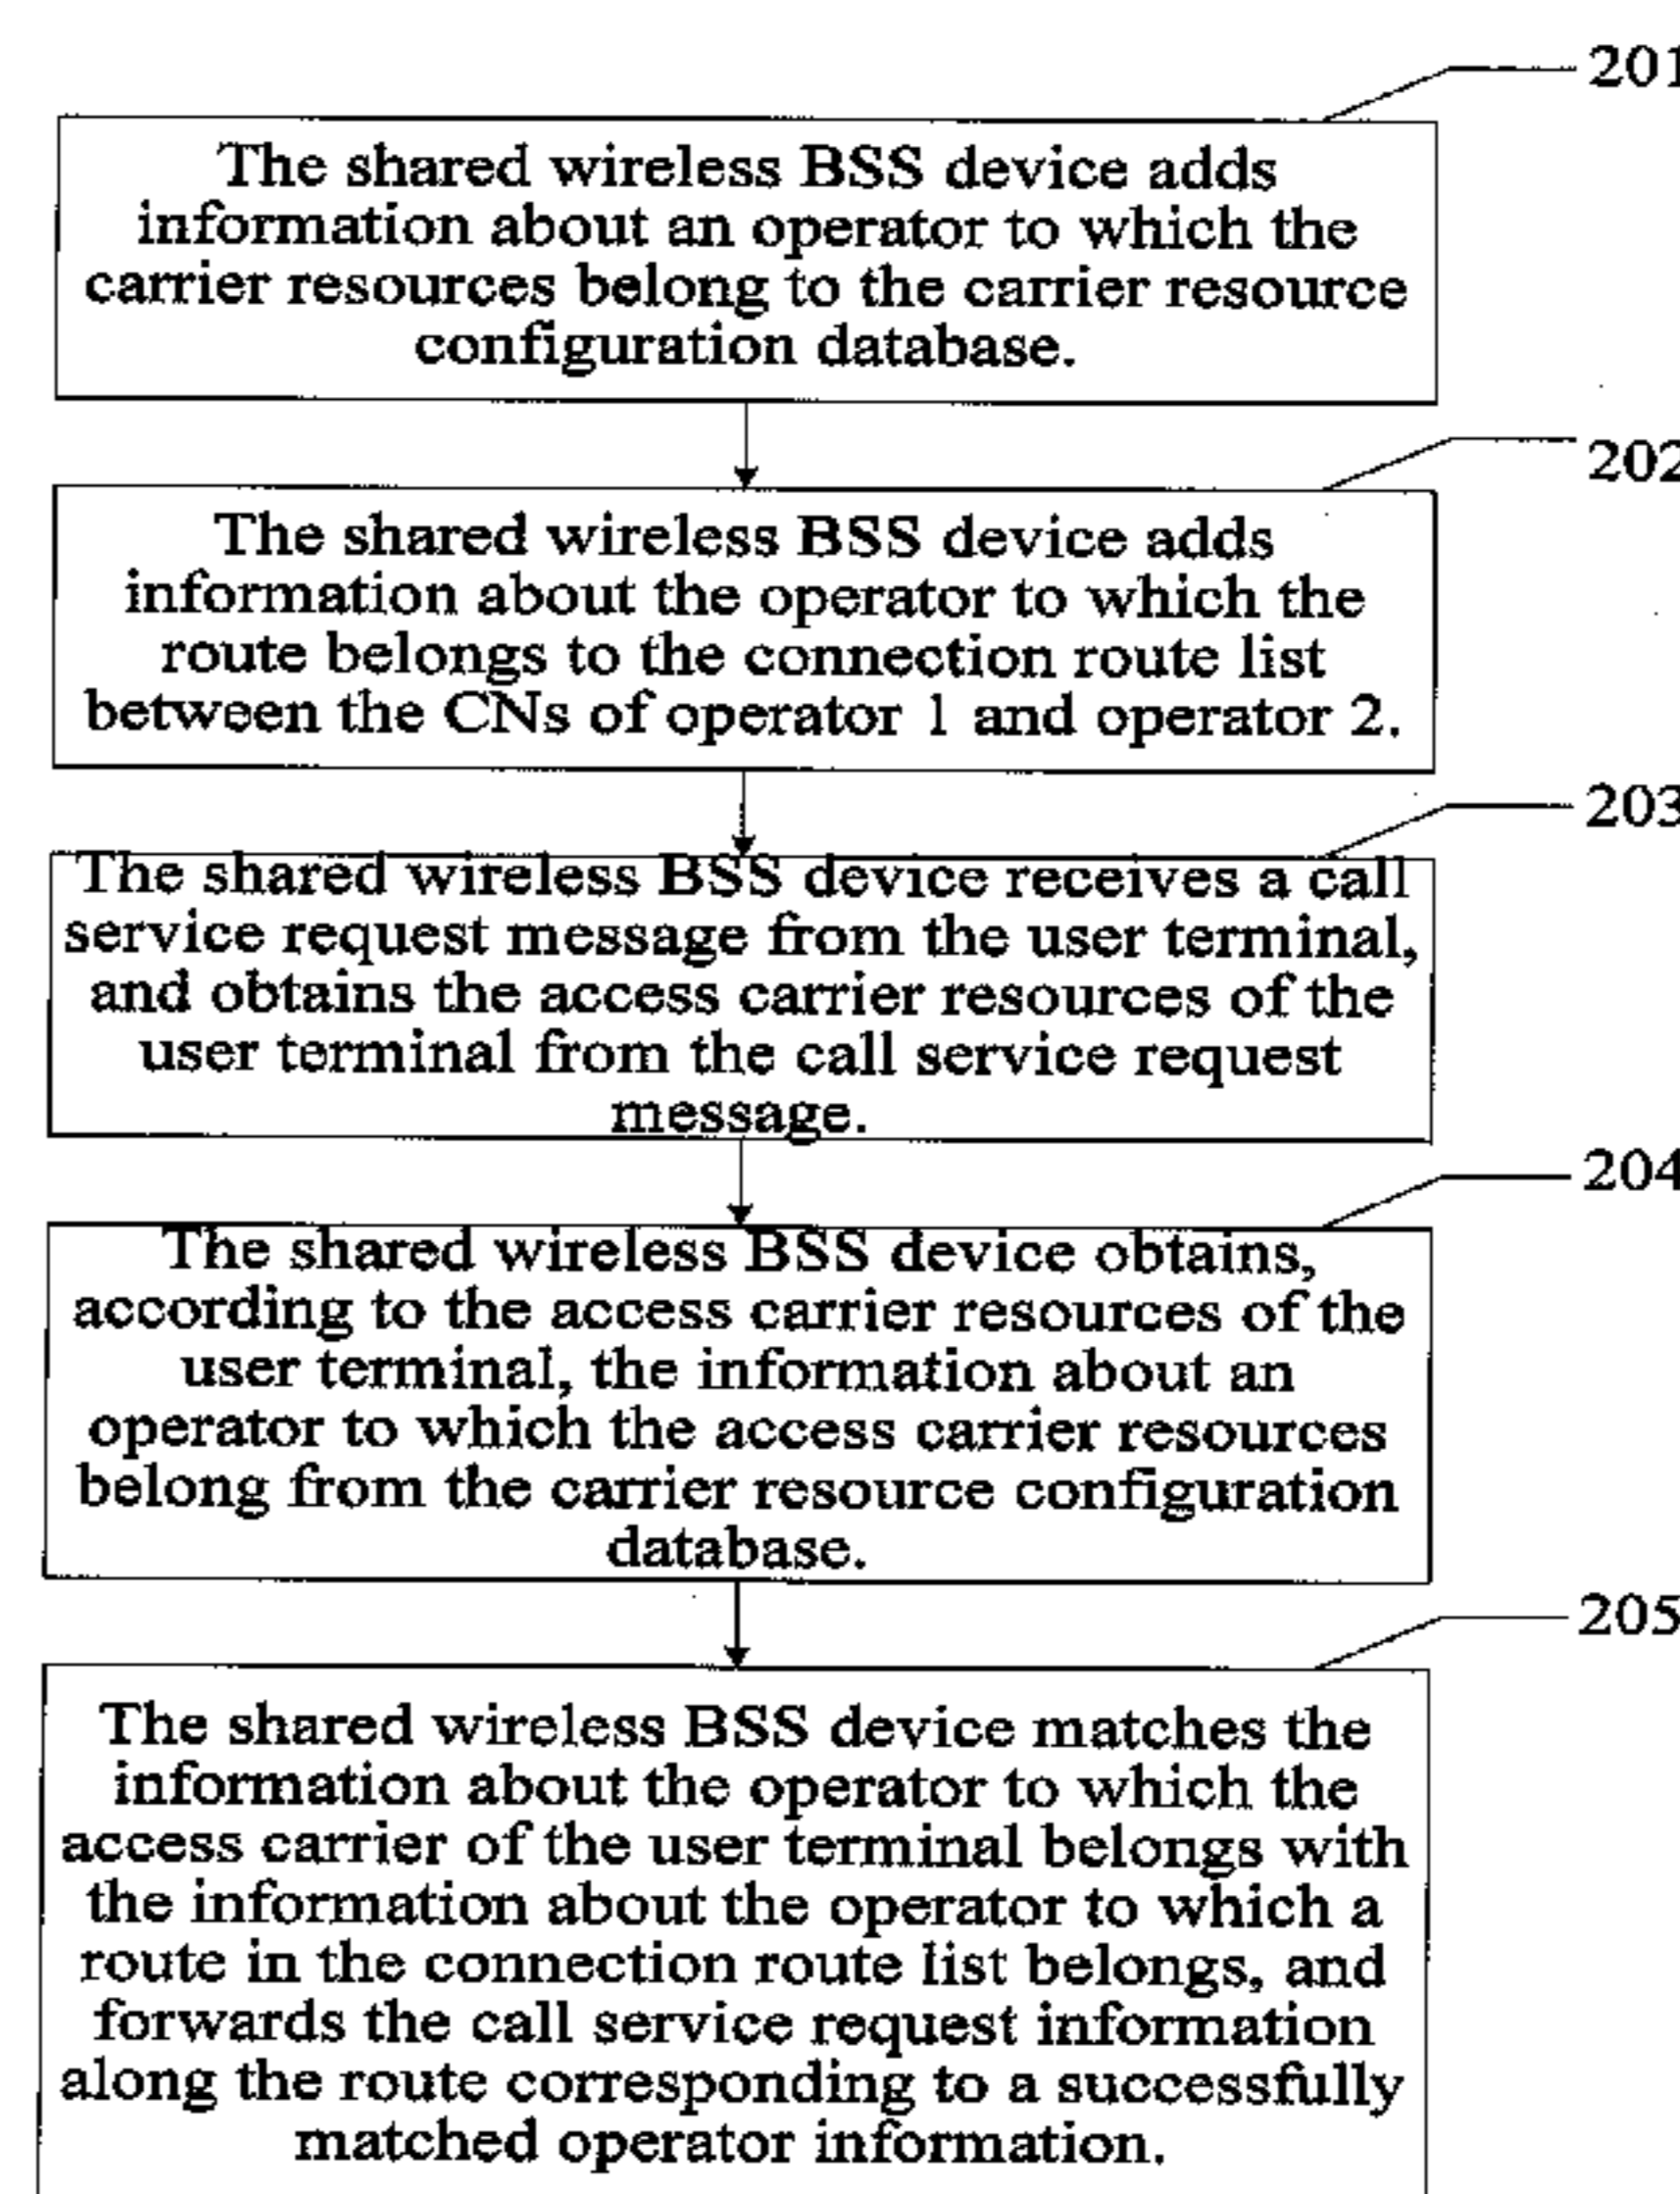 201
The shared wireless BSS device adds
information about an operator to which the
carrier resources belong to the carrier resource
configuration database.
202
The shared wireless BSS device adds
information about the operator to which the
route belongs to the connection route list
between the CNs of operator 1 and operator 2.
203
The shared wireless BSS device receives a call
service request message from the user terminal,
and obtains the access carrier resources of the
user terminal from the call service request
message.
204
The shared wireless BSS device obtains,
according to the access carrier resources of the
user terminal, the information about an
operator to which the access carrier resources
belong from the carrier resource configuration
database.
205
The shared wireless BSS device matches the
information about the operator to which the
access carrier of the user terminal belongs with
the information about the operator to which a
route in the connection route list belongs, and
forwards the call service request information
along the route corresponding to a successfully
matched operator information.